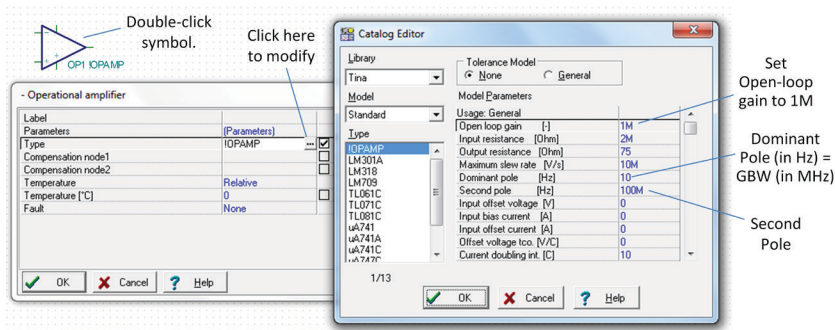 Double-click
symbol.
OP1 !OPAMP
Click here
to modify
- Operational amplifier
Label
Parameters (Parameters)
Type !OPAMP ...
Compensation node1
Compensation node2
Temperature Relative
Temperature [°C] 0
Fault None
OK Cancel ? Help
Catalog Editor
Library
Tina
Model
Standard
Type
!OPAMP
LM301A
LM318
LM709
TL061C
TL071C
TL081C
uA741
uA741A
uA741C
uA747C
1/13
Tolerance Model
None General
Model Parameters
Usage: General
Open loop gain [-] 1M
Input resistance [Ohm] 2M
Output resistance [Ohm] 75
Maximum slew rate [V/s] 10M
Dominant pole [Hz] 10
Second pole [Hz] 100M
Input offset voltage [V] 0
Input bias current [A] 0
Input offset current [A] 0
Offset voltage tco. [V/C] 0
Current doubling int. [C] 10
OK Cancel ? Help
Set
Open-loop
gain to 1M
Dominant
Pole (in Hz) =
GBW (in MHz)
Second
Pole